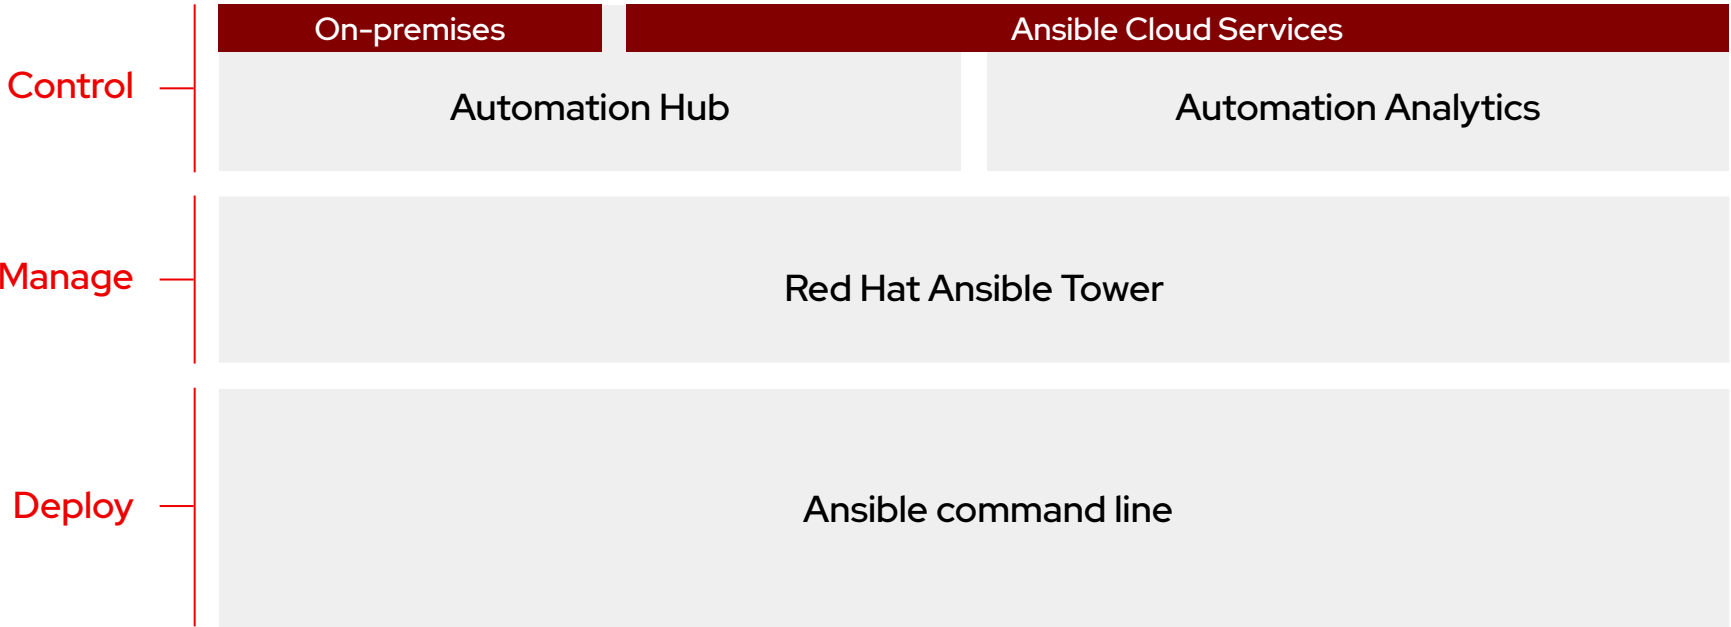 On-premises
Ansible Cloud Services
Control
Automation Hub
Automation Analytics
Manage
Red Hat Ansible Tower
Deploy
Ansible command line